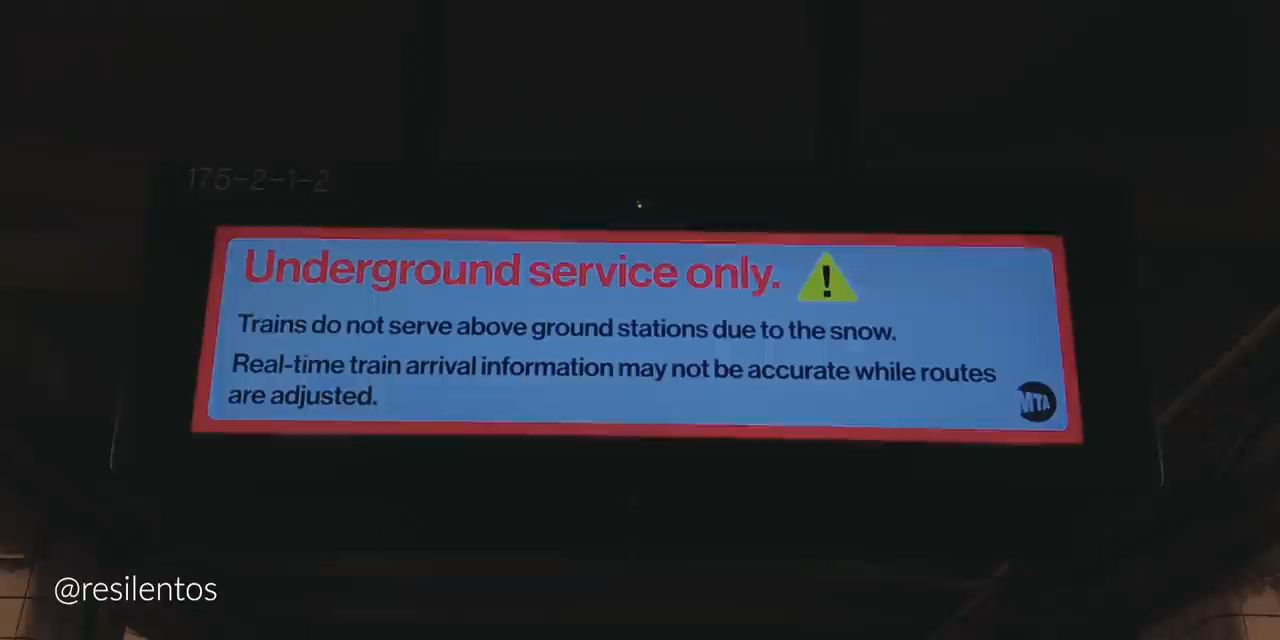 175-2-1-2
Underground service only.
!
Trains do not serve above ground stations due to the snow.
Real-time train arrival information may not be accurate while routes
are adjusted.
MTA
@resilentos